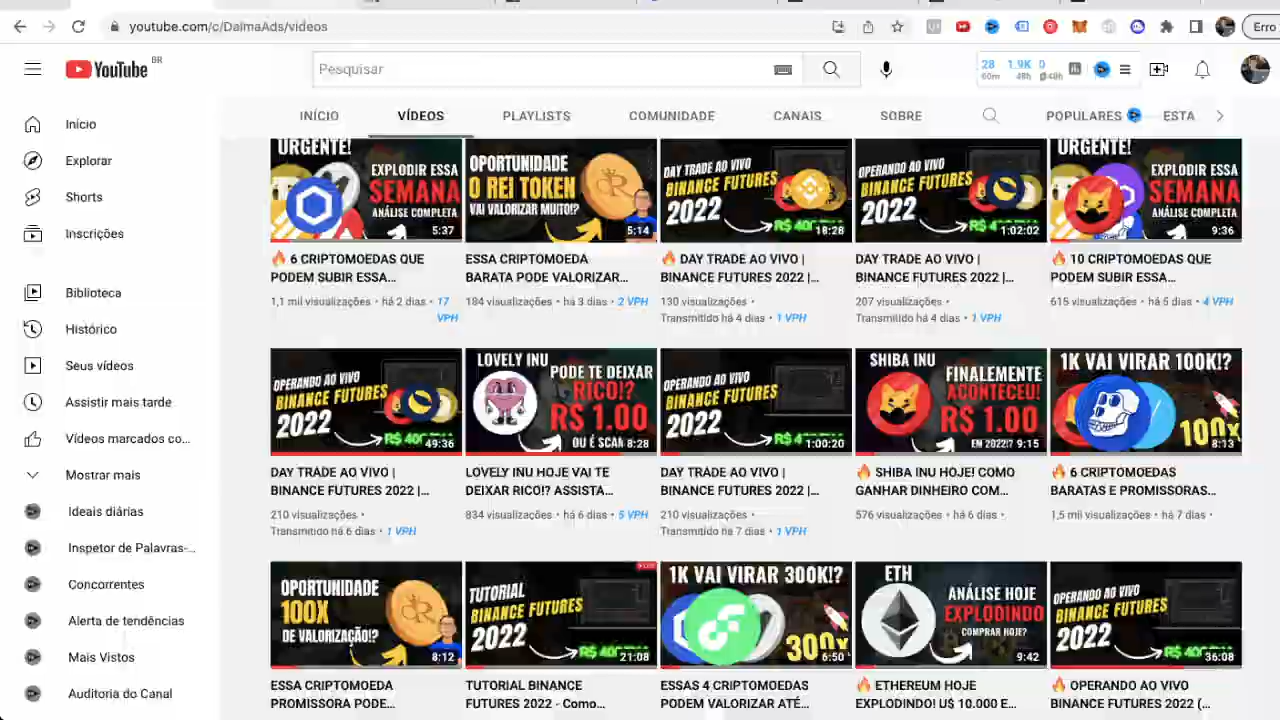 youtube.com/c/DalmaAds/videos
Erro
YouTube BR
Pesquisar
28 1.9K 0
60m 48h 48h
INÍCIO VÍDEOS PLAYLISTS COMUNIDADE CANAIS SOBRE POPULARES ESTA
Início
Explorar
Shorts
Inscrições
Biblioteca
Histórico
Seus vídeos
Assistir mais tarde
Vídeos marcados co...
Mostrar mais
Ideais diárias
Inspetor de Palavras-...
Concorrentes
Alerta de tendências
Mais Vistos
Auditoria do Canal
URGENTE!
EXPLODIR ESSA
SEMANA
ANÁLISE COMPLETA
5:37
🔥 6 CRIPTOMOEDAS QUE
PODEM SUBIR ESSA...
1,1 mil visualizações • há 2 dias • 17
VPH
OPORTUNIDADE
O REI TOKEN
VAI VALORIZAR MUITO!?
5:14
ESSA CRIPTOMOEDA
BARATA PODE VALORIZAR...
184 visualizações • há 3 dias • 2 VPH
DAY TRADE AO VIVO
BINANCE FUTURES
2022
18:28
🔥 DAY TRADE AO VIVO |
BINANCE FUTURES 2022 |...
130 visualizações •
Transmitido há 4 dias • 1 VPH
OPERANDO AO VIVO
BINANCE FUTURES
2022
1:02:02
DAY TRADE AO VIVO |
BINANCE FUTURES 2022 |...
207 visualizações •
Transmitido há 4 dias • 1 VPH
URGENTE!
EXPLODIR ESSA
SEMANA
ANÁLISE COMPLETA
9:36
🔥 10 CRIPTOMOEDAS QUE
PODEM SUBIR ESSA...
615 visualizações • há 5 dias • 4 VPH
OPERANDO AO VIVO
BINANCE FUTURES
2022
49:36
DAY TRADE AO VIVO |
BINANCE FUTURES 2022 |...
210 visualizações •
Transmitido há 6 dias • 1 VPH
LOVELY INU
PODE TE DEIXAR
RICO!?
R$ 1.00
OU É SCAM
8:28
LOVELY INU HOJE VAI TE
DEIXAR RICO!? ASSISTA...
834 visualizações • há 6 dias • 5 VPH
OPERANDO AO VIVO
BINANCE FUTURES
2022
1:00:20
DAY TRADE AO VIVO |
BINANCE FUTURES 2022 |...
210 visualizações •
Transmitido há 7 dias • 1 VPH
SHIBA INU
FINALEMENTE
ACONTECEU!
R$ 1.00
EM 2022!?
9:15
🔥 SHIBA INU HOJE! COMO
GANHAR DINHEIRO COM...
576 visualizações • há 6 dias •
1K VAI VIRAR 100K!?
100x
8:13
🔥 6 CRIPTOMOEDAS
BARATAS E PROMISSORAS...
1,5 mil visualizações • há 7 dias •
OPORTUNIDADE
100X
DE VALORIZAÇÃO!?
8:12
ESSA CRIPTOMOEDA
PROMISSORA PODE...
TUTORIAL
BINANCE FUTURES
2022
21:08
TUTORIAL BINANCE
FUTURES 2022 - Como...
1K VAI VIRAR 300K!?
300x
6:50
ESSAS 4 CRIPTOMOEDAS
PODEM VALORIZAR ATÉ...
ETH
ANÁLISE HOJE
EXPLODINDO
COMPRAR HOJE?
9:42
🔥 ETHEREUM HOJE
EXPLODINDO! U$ 10.000 E...
OPERANDO AO VIVO
BINANCE FUTURES
2022
36:08
🔥 OPERANDO AO VIVO
BINANCE FUTURES 2022 (...